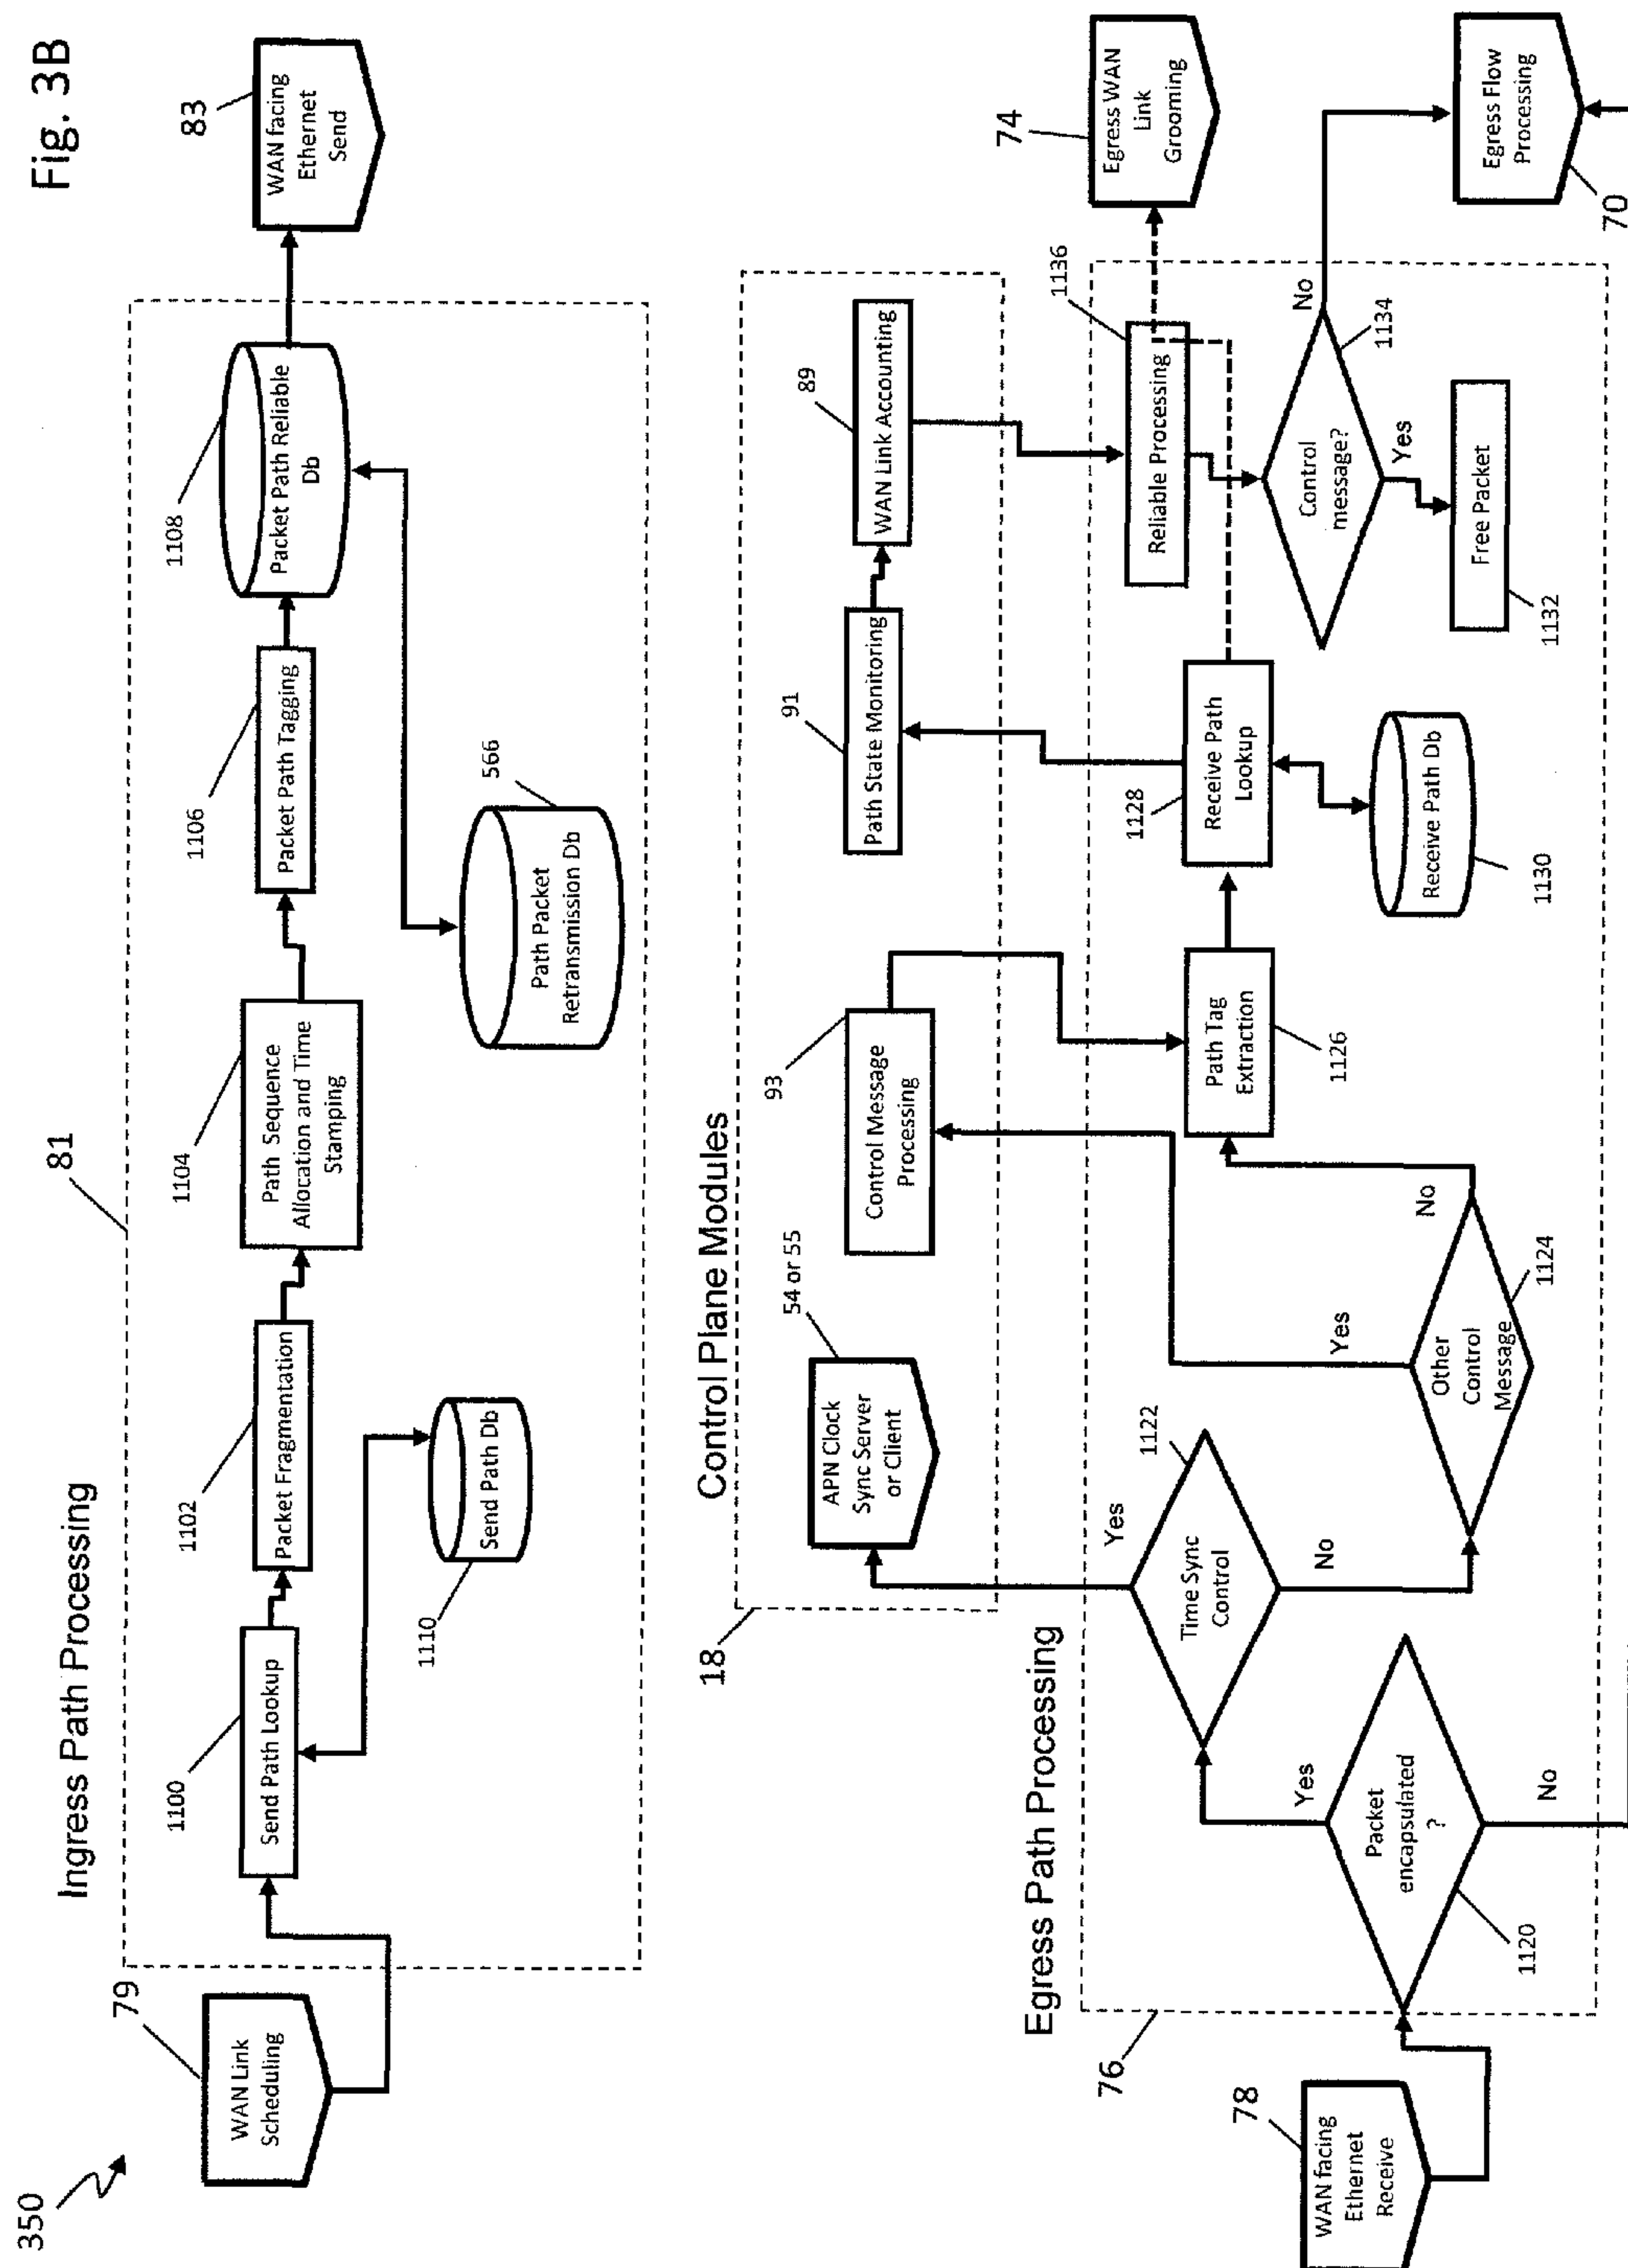 Fig. 3B
350
Ingress Path Processing
81
79
WAN Link
Scheduling
1100
Send Path Lookup
1110
Send Path Db
1102
Packet Fragmentation
1104
Path Sequence
Allocation and Time
Stamping
1106
Packet Path Tagging
1108
Packet Path Reliable
Db
566
Path Packet
Retransmission Db
83
WAN facing
Ethernet
Send
Control Plane Modules
18
54 or 55
APN Clock
Sync Server
or Client
93
Control Message
Processing
91
Path State Monitoring
89
WAN Link Accounting
74
Egress WAN
Link
Grooming
Egress Path Processing
76
78
WAN facing
Ethernet
Receive
Packet
encapsulated
?
1120
Yes
No
Time Sync
Control
1122
Yes
No
Other
Control
Message
1124
Yes
No
Path Tag
Extraction
1126
Receive Path
Lookup
1128
Receive Path Db
1130
Reliable Processing
1136
Control
message?
1134
No
Yes
Free Packet
1132
Egress Flow
Processing
70